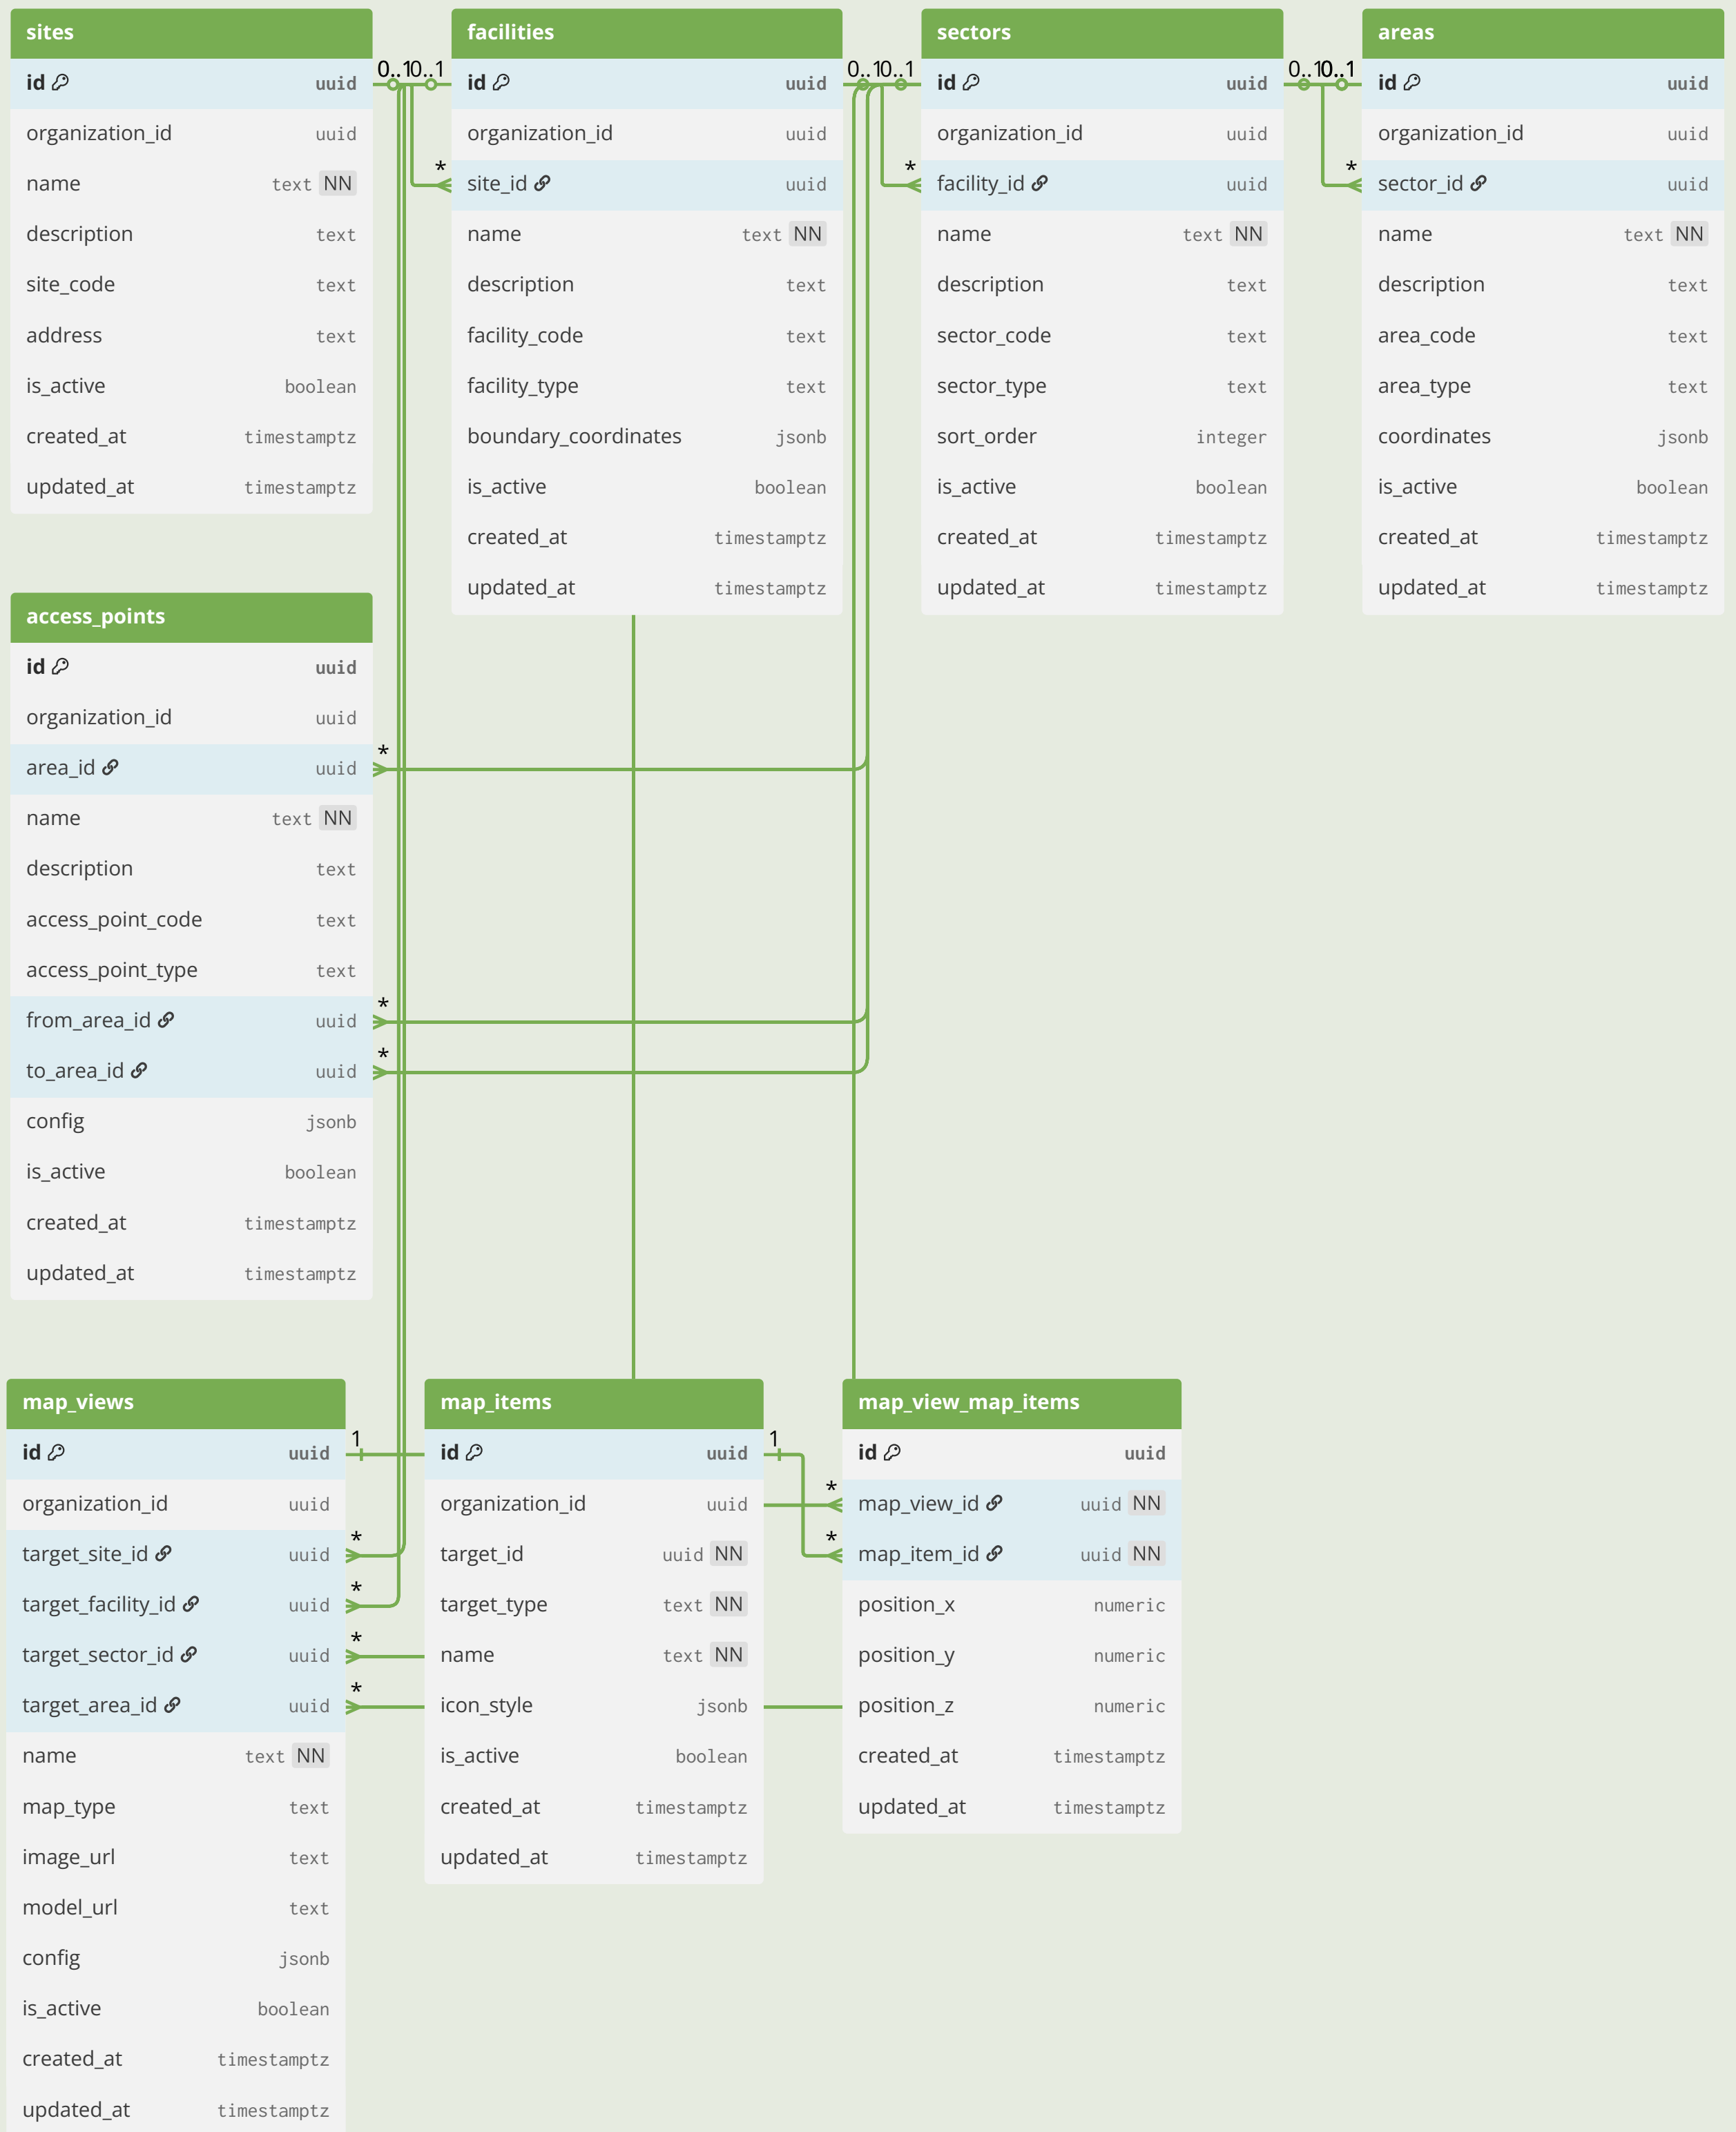 sites
id uuid
organization_id uuid
name text NN
description text
site_code text
address text
is_active boolean
created_at timestamptz
updated_at timestamptz
0..1
0..1
*
facilities
id uuid
organization_id uuid
site_id uuid
name text NN
description text
facility_code text
facility_type text
boundary_coordinates jsonb
is_active boolean
created_at timestamptz
updated_at timestamptz
0..1
0..1
*
sectors
id uuid
organization_id uuid
facility_id uuid
name text NN
description text
sector_code text
sector_type text
sort_order integer
is_active boolean
created_at timestamptz
updated_at timestamptz
0..1
0..1
*
areas
id uuid
organization_id uuid
sector_id uuid
name text NN
description text
area_code text
area_type text
coordinates jsonb
is_active boolean
created_at timestamptz
updated_at timestamptz
access_points
id uuid
organization_id uuid
area_id uuid *
name text NN
description text
access_point_code text
access_point_type text
from_area_id uuid *
to_area_id uuid *
config jsonb
is_active boolean
created_at timestamptz
updated_at timestamptz
map_views
id uuid 1
organization_id uuid
target_site_id uuid *
target_facility_id uuid *
target_sector_id uuid *
target_area_id uuid *
name text NN
map_type text
image_url text
model_url text
config jsonb
is_active boolean
created_at timestamptz
updated_at timestamptz
map_items
id uuid 1
organization_id uuid
target_id uuid NN
target_type text NN
name text NN
icon_style jsonb
is_active boolean
created_at timestamptz
updated_at timestamptz
map_view_map_items
id uuid
* map_view_id uuid NN
* map_item_id uuid NN
position_x numeric
position_y numeric
position_z numeric
created_at timestamptz
updated_at timestamptz